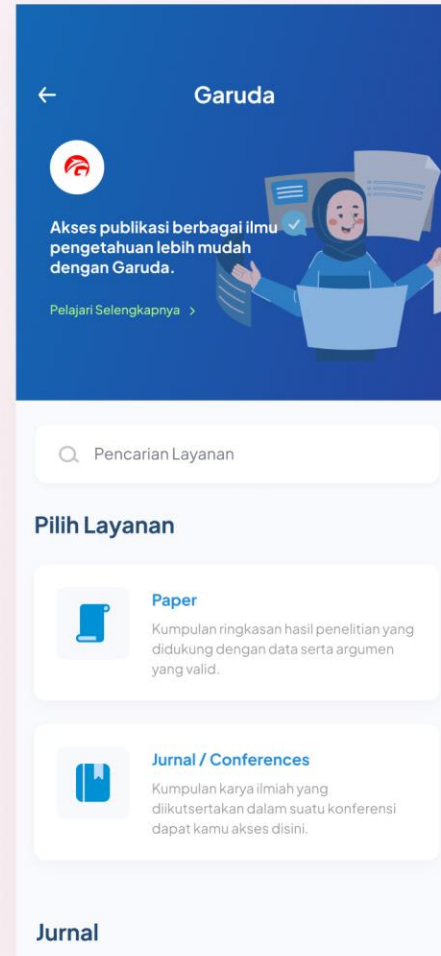 Garuda
Akses publikasi berbagai ilmu
pengetahuan lebih mudah
dengan Garuda.
Pelajari Selengkapnya
Pencarian Layanan
Pilih Layanan
Paper
Kumpulan ringkasan hasil penelitian yang
didukung dengan data serta argumen
yang valid.
Jurnal / Conferences
Kumpulan karya ilmiah yang
diikutsertakan dalam suatu konferensi
dapat kamu akses disini.
Jurnal